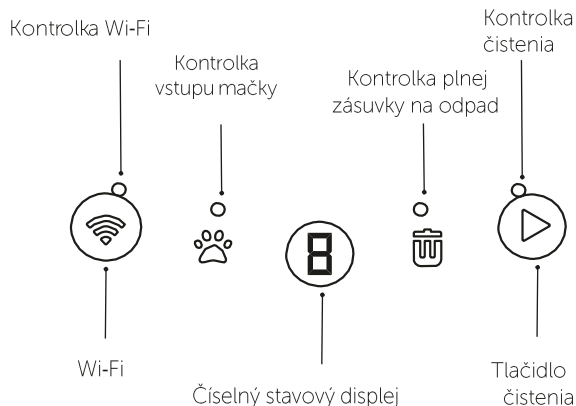 Kontrolka Wi-Fi
Kontrolka
vstupu mačky
Kontrolka plnej
zásuvky na odpad
Kontrolka
čistenia
8
Wi-Fi
Číselný stavový displej
Tlačidlo
čistenia